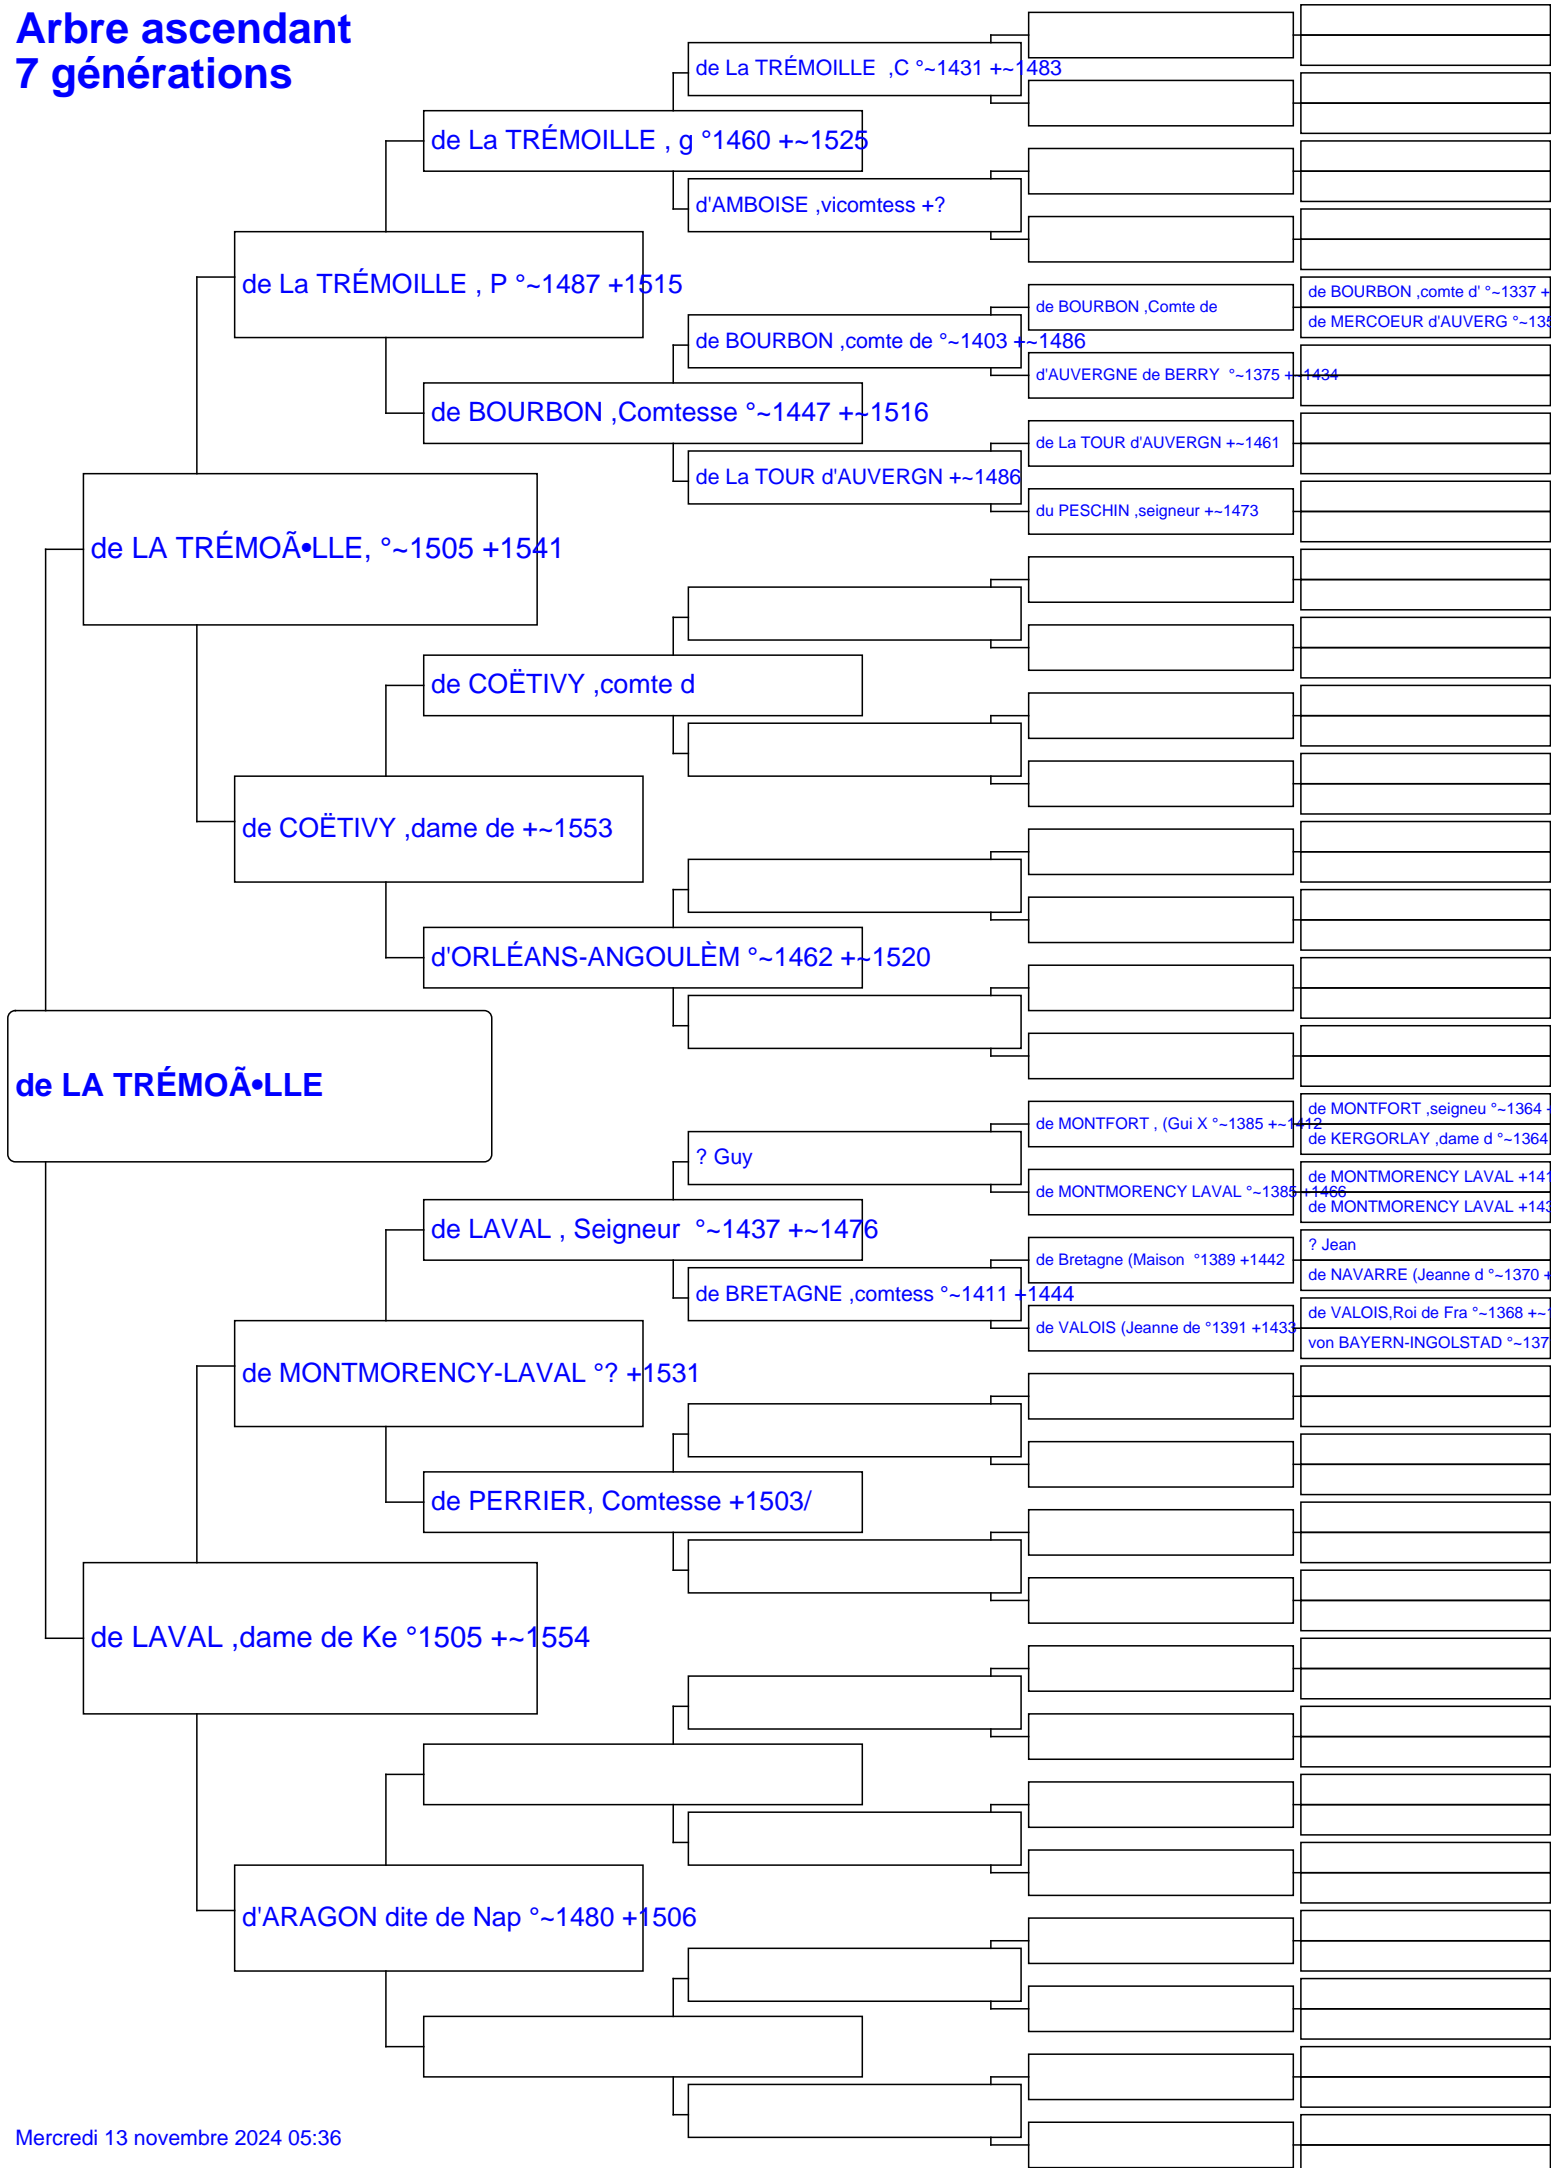 Arbre ascendant
7 générations
de La TRÉMOILLE ,C °~1431 +~1483
de La TRÉMOILLE , g °1460 +~1525
d'AMBOISE ,vicomtess +?
de La TRÉMOILLE , P °~1487 +1515
de BOURBON ,comte d' °~1337 +
de BOURBON ,Comte de
de MERCOEUR d'AUVERG °~135
de BOURBON ,comte de °~1403 +~1486
d'AUVERGNE de BERRY °~1375 +~1434
de BOURBON ,Comtesse °~1447 +~1516
de La TOUR d'AUVERGN +~1461
de La TOUR d'AUVERGN +~1486
du PESCHIN ,seigneur +~1473
de LA TRÉMOÃ•LLE, °~1505 +1541
de COËTIVY ,comte d
de COËTIVY ,dame de +~1553
d'ORLÉANS-ANGOULÈM °~1462 +~1520
de LA TRÉMOÃ•LLE
de MONTFORT ,seigneu °~1364 +
de MONTFORT , (Gui X °~1385 +~1412
de KERGORLAY ,dame d °~1364
? Guy
de MONTMORENCY LAVAL +141
de MONTMORENCY LAVAL °~1385 +1466
de MONTMORENCY LAVAL +143
de LAVAL , Seigneur °~1437 +~1476
? Jean
de Bretagne (Maison °1389 +1442
de NAVARRE (Jeanne d °~1370 +
de BRETAGNE ,comtess °~1411 +1444
de VALOIS,Roi de Fra °~1368 +~1
de VALOIS (Jeanne de °1391 +1433
von BAYERN-INGOLSTAD °~137
de MONTMORENCY-LAVAL °? +1531
de PERRIER, Comtesse +1503/
de LAVAL ,dame de Ke °1505 +~1554
d'ARAGON dite de Nap °~1480 +1506
Mercredi 13 novembre 2024 05:36